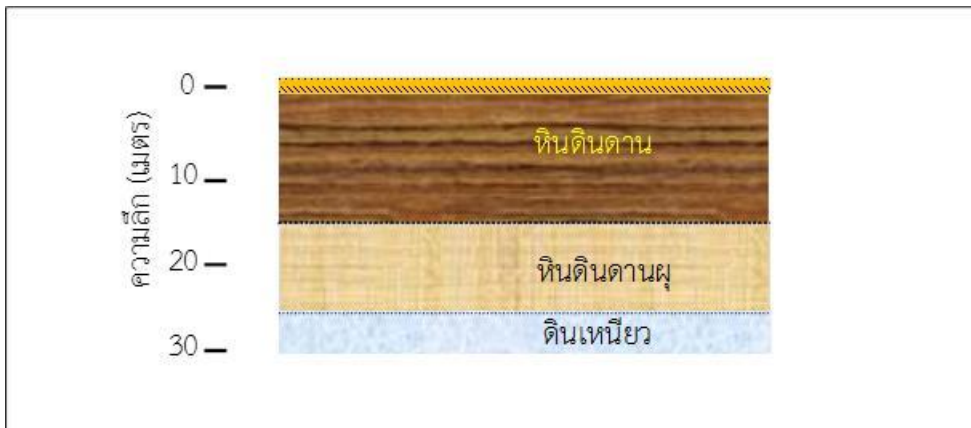 0
หินดินดาน
10
ความลึก (เมตร)
20
หินดินดานผุ
ดินเหนียว
30